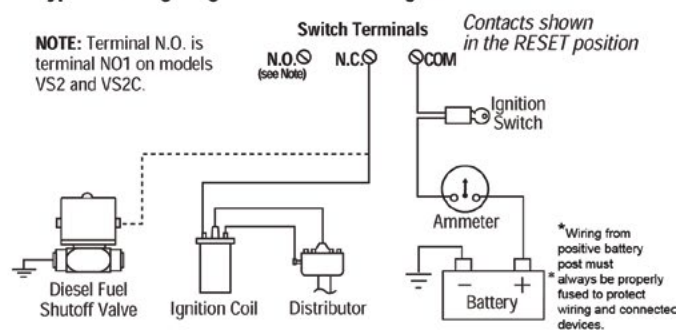 Switch Terminals
Contacts shown
in the RESET position
NOTE: Terminal N.O. is
terminal NO1 on models
VS2 and VS2C.
N.O.
(see Note)
N.C.
COM
Ignition
Switch
Ammeter
*Wiring from
positive battery
post must
* always be properly
fused to protect
wiring and connected
devices.
− +
Battery
Diesel Fuel
Shutoff Valve
Ignition Coil
Distributor